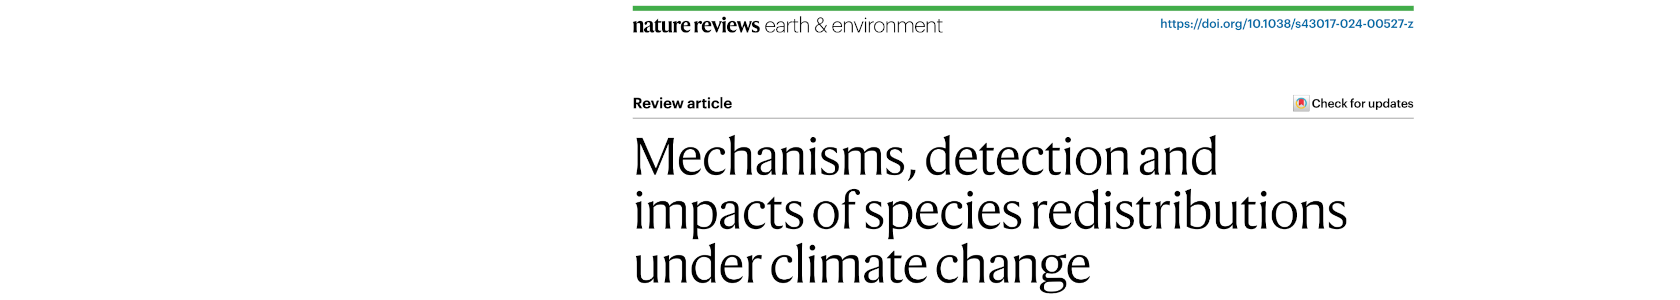 nature reviews earth & environment
https://doi.org/10.1038/s43017-024-00527-z
Review article
Check for updates
Mechanisms, detection and
impacts of species redistributions
under climate change